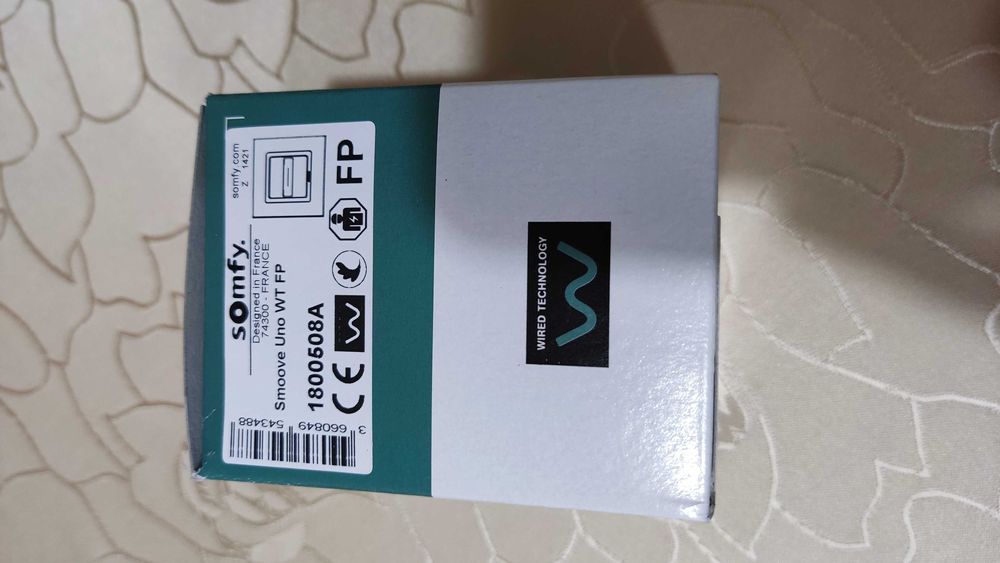 somfy.
Designed in France
74300 - FRANCE
somfy.com
Z 1421
Smoove Uno WT FP
1800508A
CE
FP
3 660849 543488
WIRED TECHNOLOGY